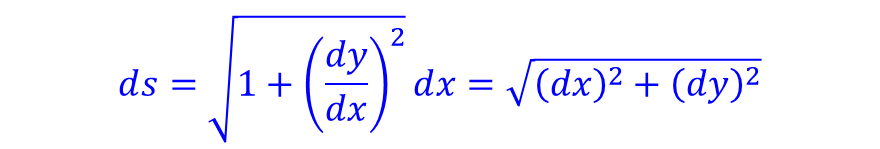 ds = √(1 + (dy/dx)²) dx = √((dx)² + (dy)²)